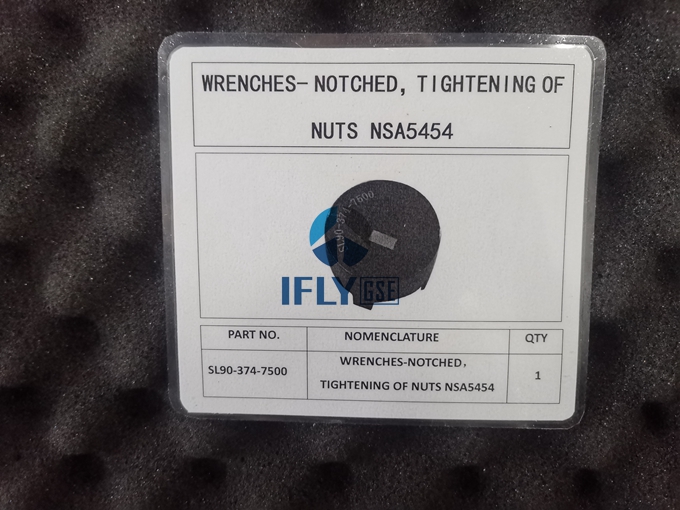 WRENCHES- NOTCHED, TIGHTENING OF
NUTS NSA5454
IFLY GSE
PART NO.
NOMENCLATURE
QTY
SL90-374-7500
WRENCHES-NOTCHED,
TIGHTENING OF NUTS NSA5454
1